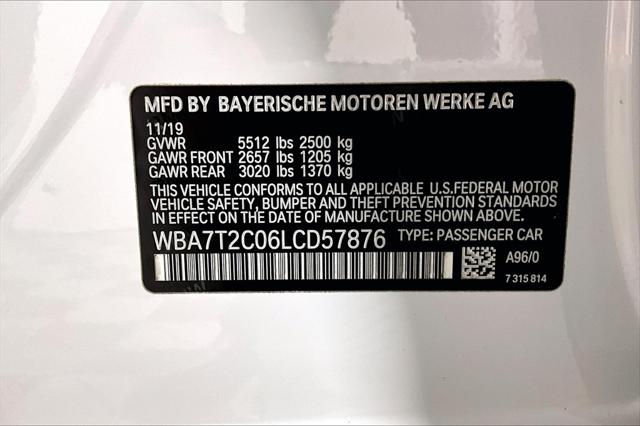 MFD BY BAYERISCHE MOTOREN WERKE AG
11/19
GVWR 5512 lbs 2500 kg
GAWR FRONT 2657 lbs 1205 kg
GAWR REAR 3020 lbs 1370 kg
THIS VEHICLE CONFORMS TO ALL APPLICABLE U.S.FEDERAL MOTOR
VEHICLE SAFETY, BUMPER, AND THEFT PREVENTION STANDARDS
IN EFFECT ON THE DATE OF MANUFACTURE SHOWN ABOVE.
WBA7T2C06LCD57876 TYPE: PASSENGER CAR
A96/0
7 315 814